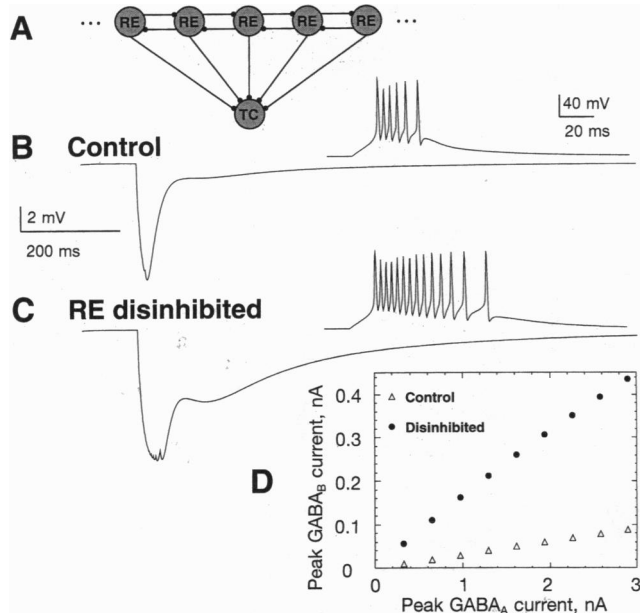 A
... RE RE RE RE RE ...
TC
40 mV
20 ms
B Control
2 mV
200 ms
C RE disinhibited
D
Peak GABA_B current, nA
0.4
0.3
0.2
0.1
0
△ Control
● Disinhibited
0 1 2 3
Peak GABA_A current, nA